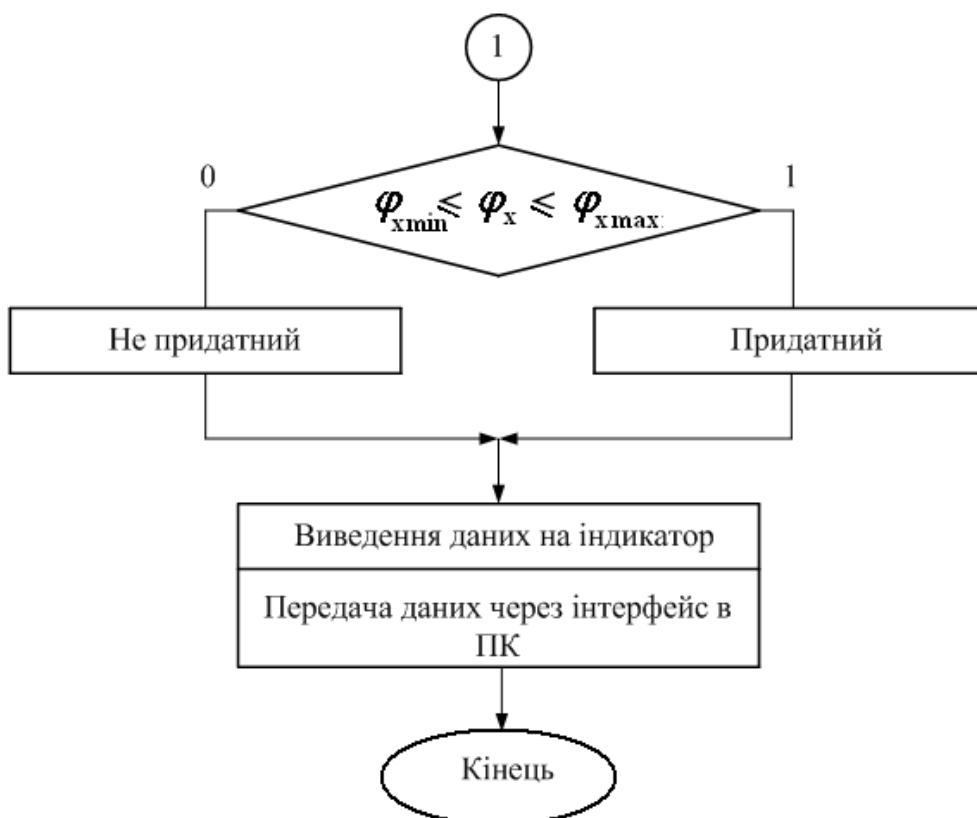 1
0
1
φxmin ≤ φx ≤ φxmax
Не придатний
Придатний
Виведення даних на індикатор
Передача даних через інтерфейс в
ПК
Кінець